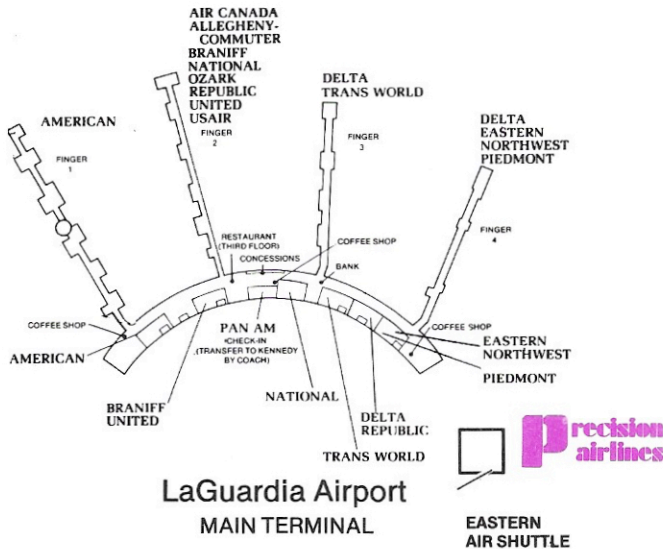 AIR CANADA
ALLEGHENY-
COMMUTER
BRANIFF
NATIONAL
OZARK
REPUBLIC
UNITED
USAIR
FINGER
2
AMERICAN
FINGER
1
DELTA
TRANS WORLD
FINGER
3
DELTA
EASTERN
NORTHWEST
PIEDMONT
FINGER
4
RESTAURANT
(THIRD FLOOR)
CONCESSIONS
COFFEE SHOP
BANK
COFFEE SHOP
AMERICAN
PAN AM
CHECK-IN
(TRANSFER TO KENNEDY
BY COACH)
COFFEE SHOP
EASTERN
NORTHWEST
PIEDMONT
BRANIFF
UNITED
NATIONAL
DELTA
REPUBLIC
TRANS WORLD
Precision
airlines
LaGuardia Airport
MAIN TERMINAL
EASTERN
AIR SHUTTLE